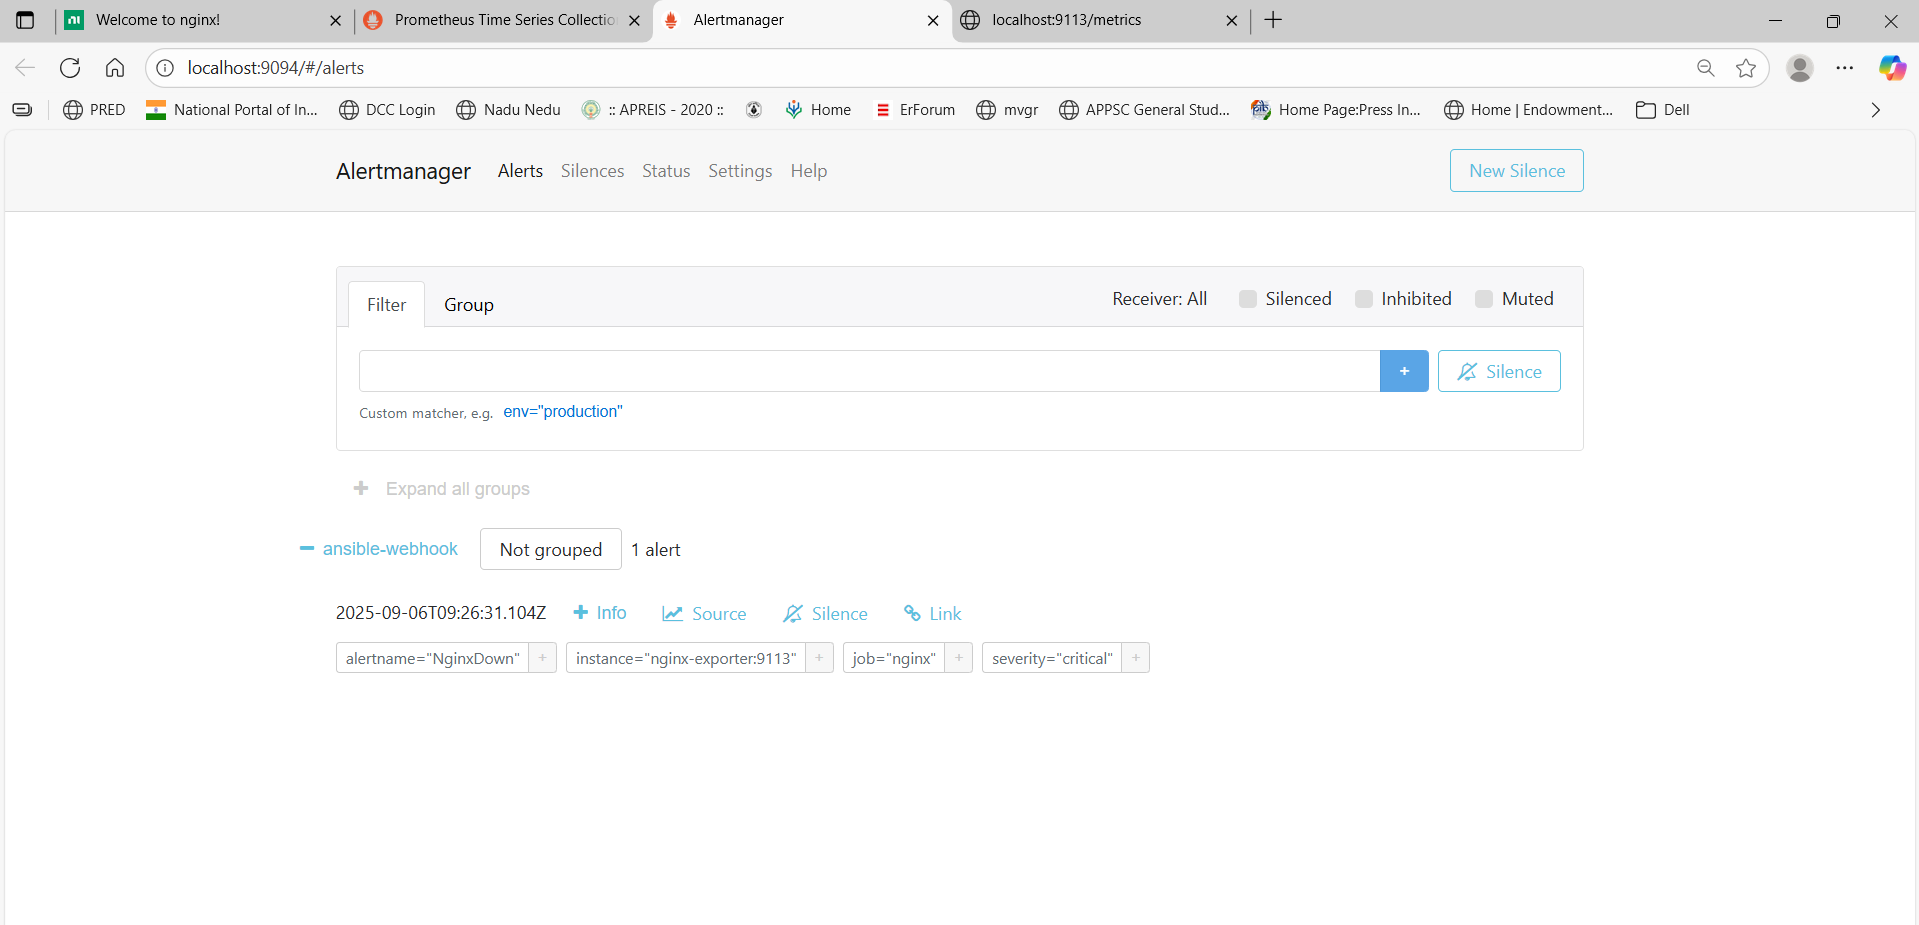 Welcome to nginx!
Prometheus Time Series Collectio
Alertmanager
localhost:9113/metrics
localhost:9094/#/alerts
PRED
National Portal of In...
DCC Login
Nadu Nedu
:: APREIS - 2020 ::
Home
ErForum
mvgr
APPSC General Stud...
Home Page:Press In...
Home | Endowment...
Dell
Alertmanager Alerts Silences Status Settings Help New Silence
Filter Group Receiver: All Silenced Inhibited Muted
+ Silence
Custom matcher, e.g. env="production"
+ Expand all groups
− ansible-webhook Not grouped 1 alert
2025-09-06T09:26:31.104Z + Info Source Silence Link
alertname="NginxDown" + instance="nginx-exporter:9113" + job="nginx" + severity="critical" +